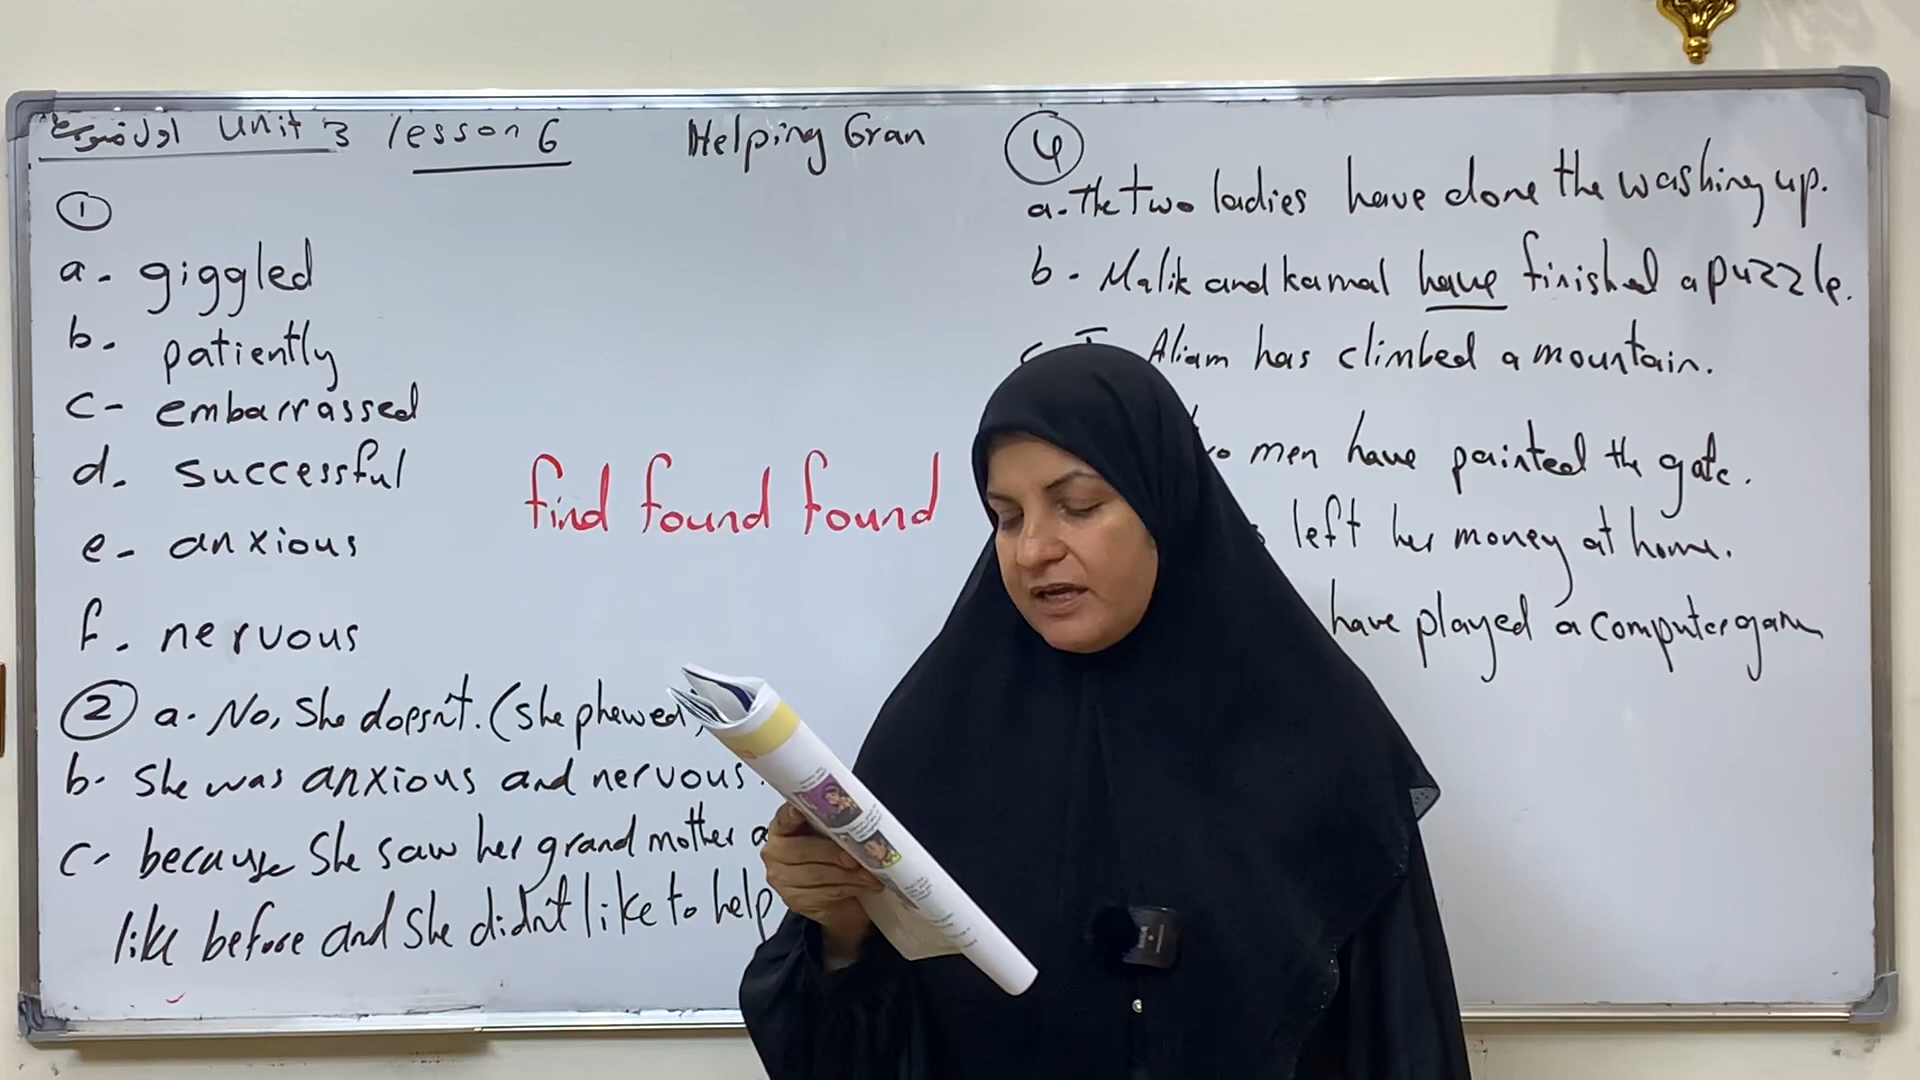 اول متوسط Unit 3 lesson 6 Helping Gran
①
a- giggled
b. patiently
c- embarrassed
d. successful
e- anxious
f. nervous
② a- No, She doesn't. (she phewed
b- She was anxious and nervous.
c- because She saw her grand mother
like before and She didn't like to help
find found found
④
a- The two ladies have done the washing up.
b- Malik and Kamal have finished a puzzle.
Aliam has climbed a mountain.
men have painted the gate.
left her money at home.
have played a computer game